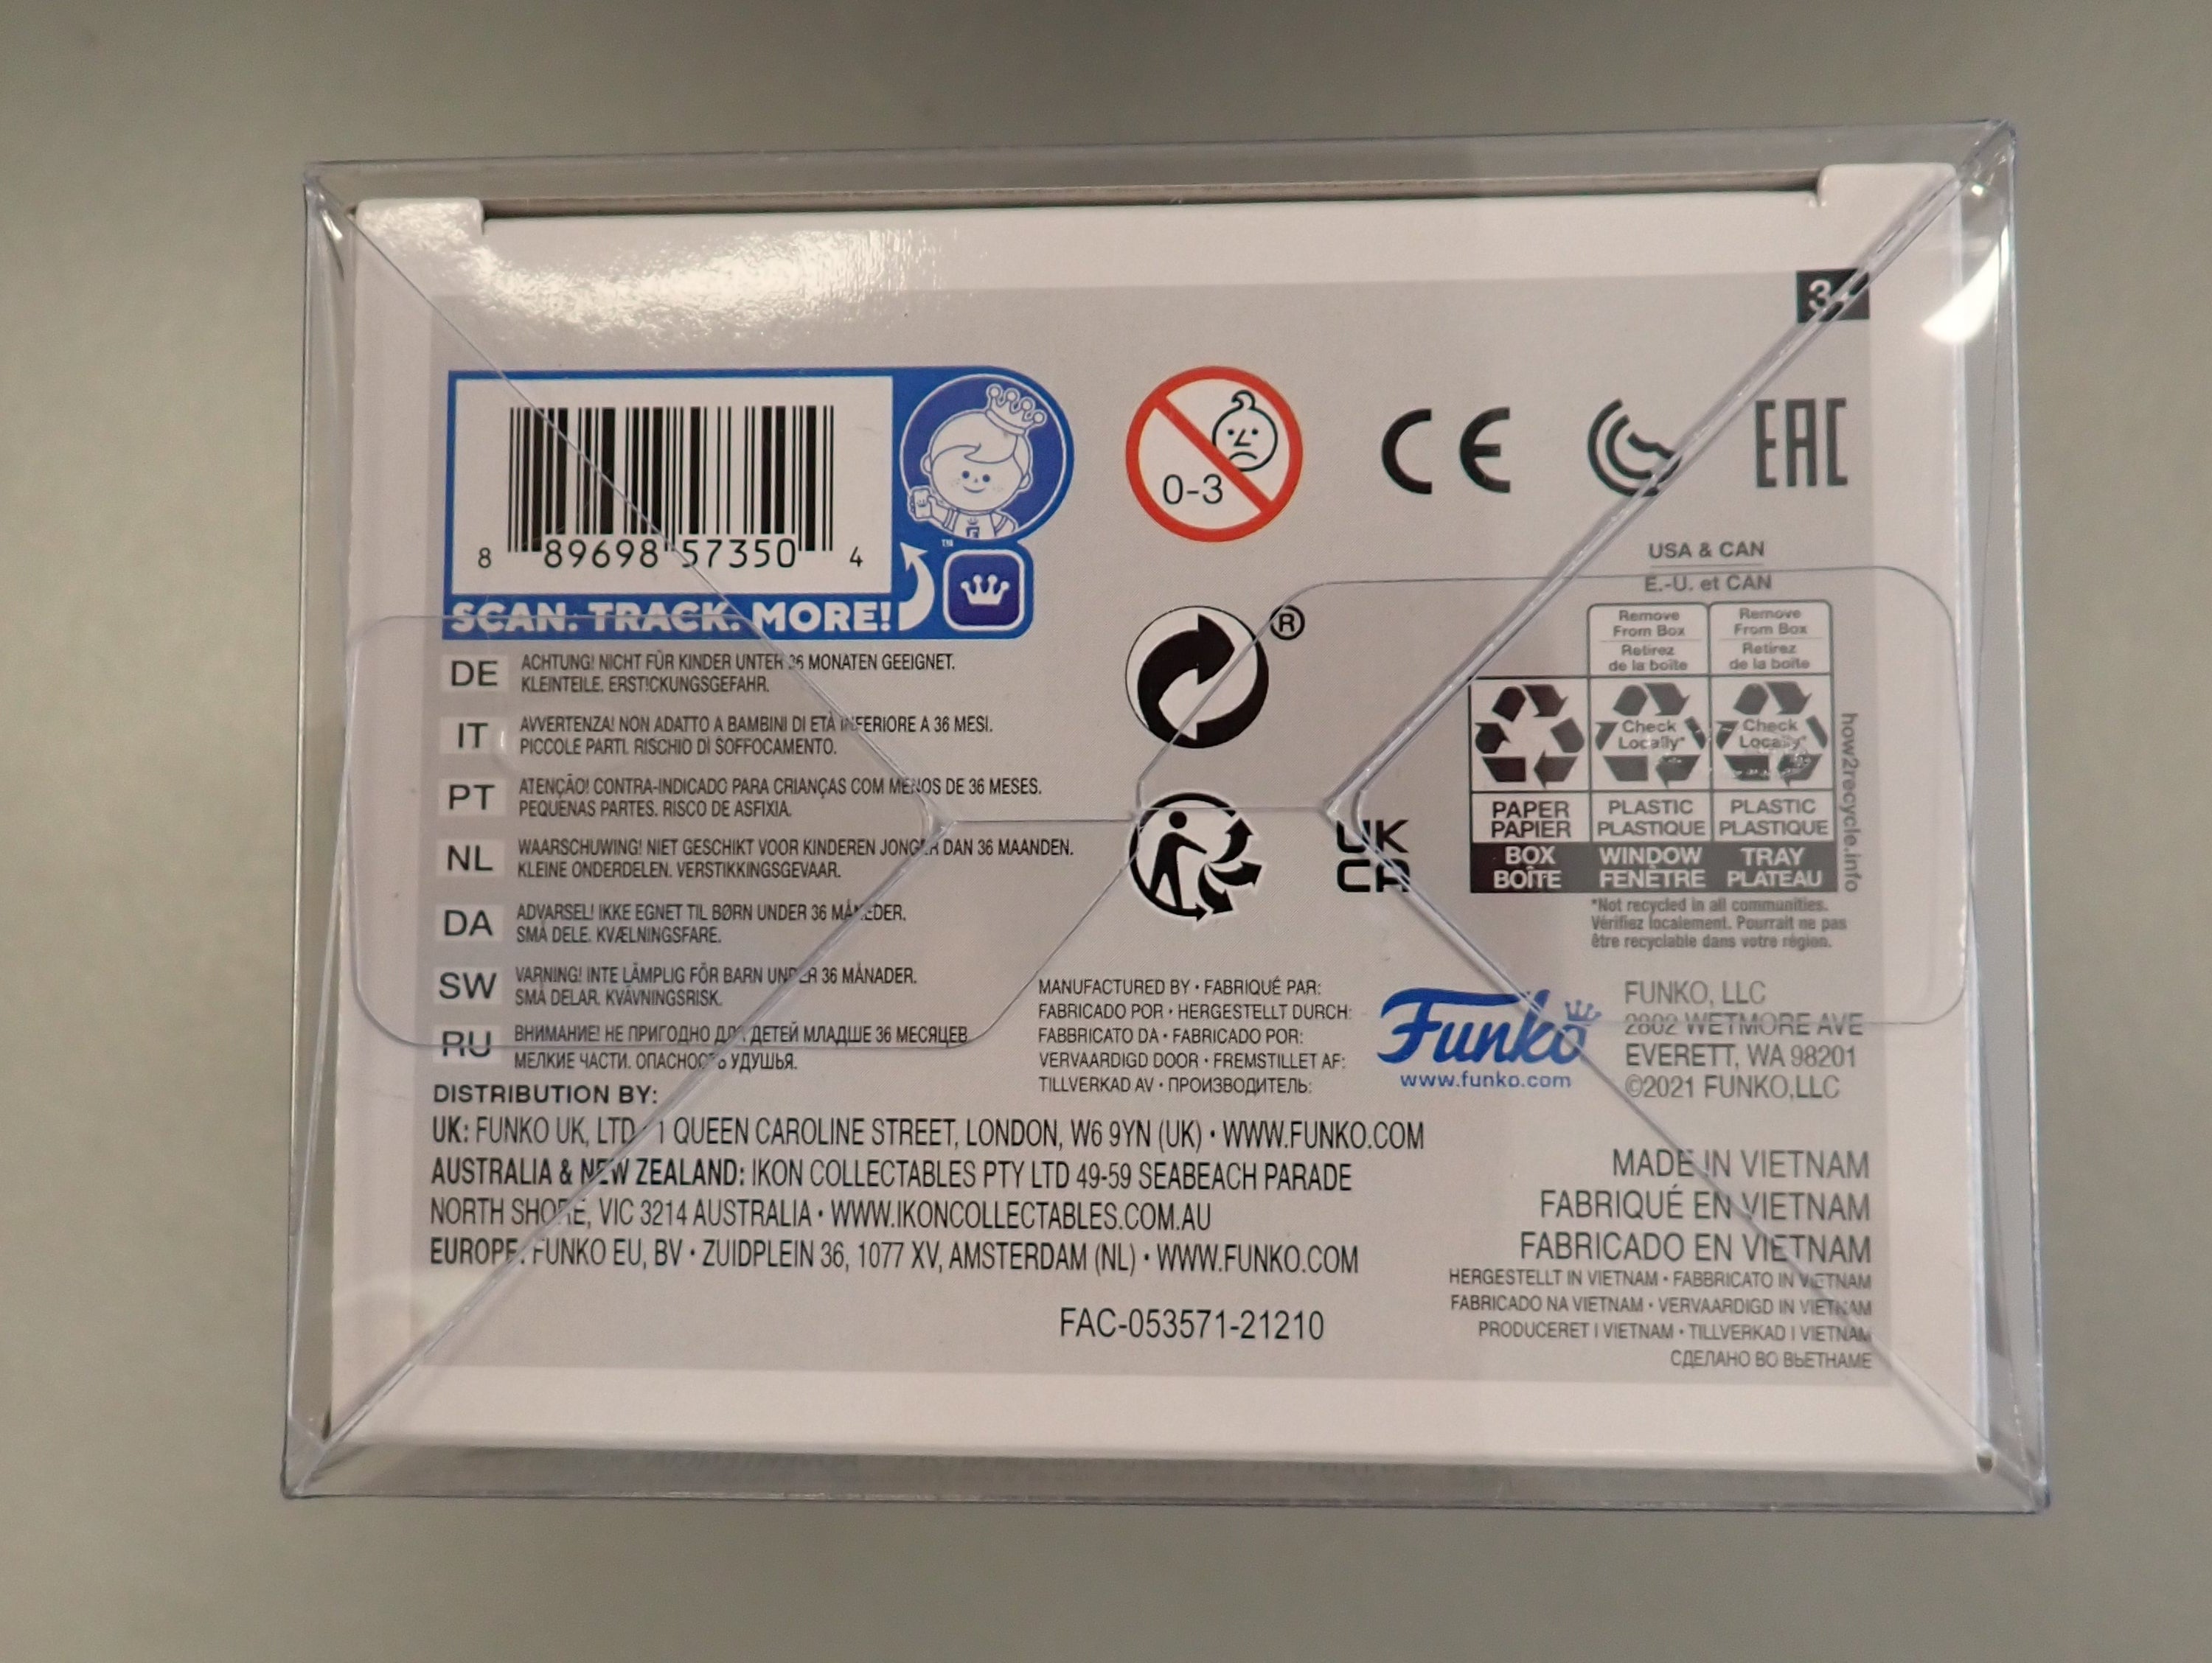 3+
8 89698 57350 4
SCAN. TRACK. MORE!
™
0-3
CE
EAC
USA & CAN
E.-U. et CAN
Remove
From Box
Retirez
de la boîte
Remove
From Box
Retirez
de la boîte
Check
Locally*
Check
Locally*
PAPER
PAPIER
PLASTIC
PLASTIQUE
PLASTIC
PLASTIQUE
BOX
BOÎTE
WINDOW
FENÊTRE
TRAY
PLATEAU
how2recycle.info
*Not recycled in all communities.
Vérifiez localement. Pourrait ne pas
être recyclable dans votre région.
®
UK
CA
DE ACHTUNG! NICHT FÜR KINDER UNTER 36 MONATEN GEEIGNET.
KLEINTEILE. ERSTICKUNGSGEFAHR.
IT AVVERTENZA! NON ADATTO A BAMBINI DI ETÀ INFERIORE A 36 MESI.
PICCOLE PARTI. RISCHIO DI SOFFOCAMENTO.
PT ATENÇÃO! CONTRA-INDICADO PARA CRIANÇAS COM MENOS DE 36 MESES.
PEQUENAS PARTES. RISCO DE ASFIXIA.
NL WAARSCHUWING! NIET GESCHIKT VOOR KINDEREN JONGER DAN 36 MAANDEN.
KLEINE ONDERDELEN. VERSTIKKINGSGEVAAR.
DA ADVARSEL! IKKE EGNET TIL BØRN UNDER 36 MÅNEDER.
SMÅ DELE. KVÆLNINGSFARE.
SW VARNING! INTE LÄMPLIG FÖR BARN UNDER 36 MÅNADER.
SMÅ DELAR. KVÄVNINGSRISK.
RU ВНИМАНИЕ! НЕ ПРИГОДНО ДЛЯ ДЕТЕЙ МЛАДШЕ 36 МЕСЯЦЕВ.
МЕЛКИЕ ЧАСТИ. ОПАСНОСТЬ УДУШЬЯ.
MANUFACTURED BY • FABRIQUÉ PAR:
FABRICADO POR • HERGESTELLT DURCH:
FABBRICATO DA • FABRICADO POR:
VERVAARDIGD DOOR • FREMSTILLET AF:
TILLVERKAD AV • ПРОИЗВОДИТЕЛЬ:
Funko
www.funko.com
FUNKO, LLC
2802 WETMORE AVE
EVERETT, WA 98201
©2021 FUNKO,LLC
DISTRIBUTION BY:
UK: FUNKO UK, LTD • 1 QUEEN CAROLINE STREET, LONDON, W6 9YN (UK) • WWW.FUNKO.COM
AUSTRALIA & NEW ZEALAND: IKON COLLECTABLES PTY LTD 49-59 SEABEACH PARADE
NORTH SHORE, VIC 3214 AUSTRALIA • WWW.IKONCOLLECTABLES.COM.AU
EUROPE: FUNKO EU, BV • ZUIDPLEIN 36, 1077 XV, AMSTERDAM (NL) • WWW.FUNKO.COM
FAC-053571-21210
MADE IN VIETNAM
FABRIQUÉ EN VIETNAM
FABRICADO EN VIETNAM
HERGESTELLT IN VIETNAM • FABBRICATO IN VIETNAM
FABRICADO NA VIETNAM • VERVAARDIGD IN VIETNAM
PRODUCERET I VIETNAM • TILLVERKAD I VIETNAM
СДЕЛАНО ВО ВЬЕТНАМЕ